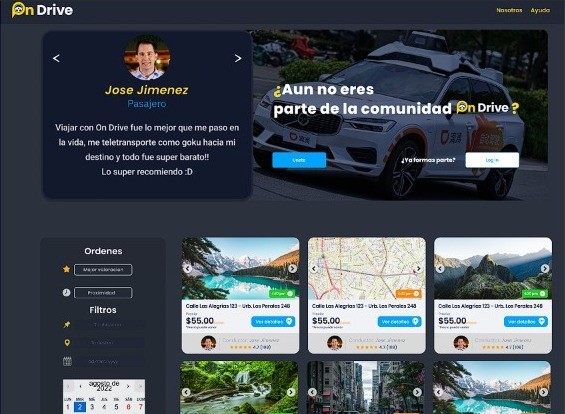 On Drive
Nosotros Ayuda
< >
Jose Jimenez
Pasajero
Viajar con On Drive fue lo mejor que me paso en
la vida, me teletransporte como goku hacia mi
destino y todo fue super barato!!
Lo super recomiendo :D
¿Aun no eres
parte de la comunidad On Drive ?
Unete
¿Ya formas parte?
Log in
Ordenes
Mejor valoracion
Proximidad
Filtros
agosto de
2022
LUN MAR MIÉ JUE VIE SÁB DOM
1 2 3 4 5 6 7
Calle Las Alegrias 123 - Urb. Los Perales 248
$55.00
Ver detalles
Conductor: Jose Jimenez
4.7 (168)
Calle Las Alegrias 123 - Urb. Los Perales 248
$55.00
Ver detalles
Conductor: Jose Jimenez
4.7 (168)
Calle Las Alegrias 123 - Urb. Los Perales 248
$55.00
Ver detalles
Conductor: Jose Jimenez
4.7 (168)